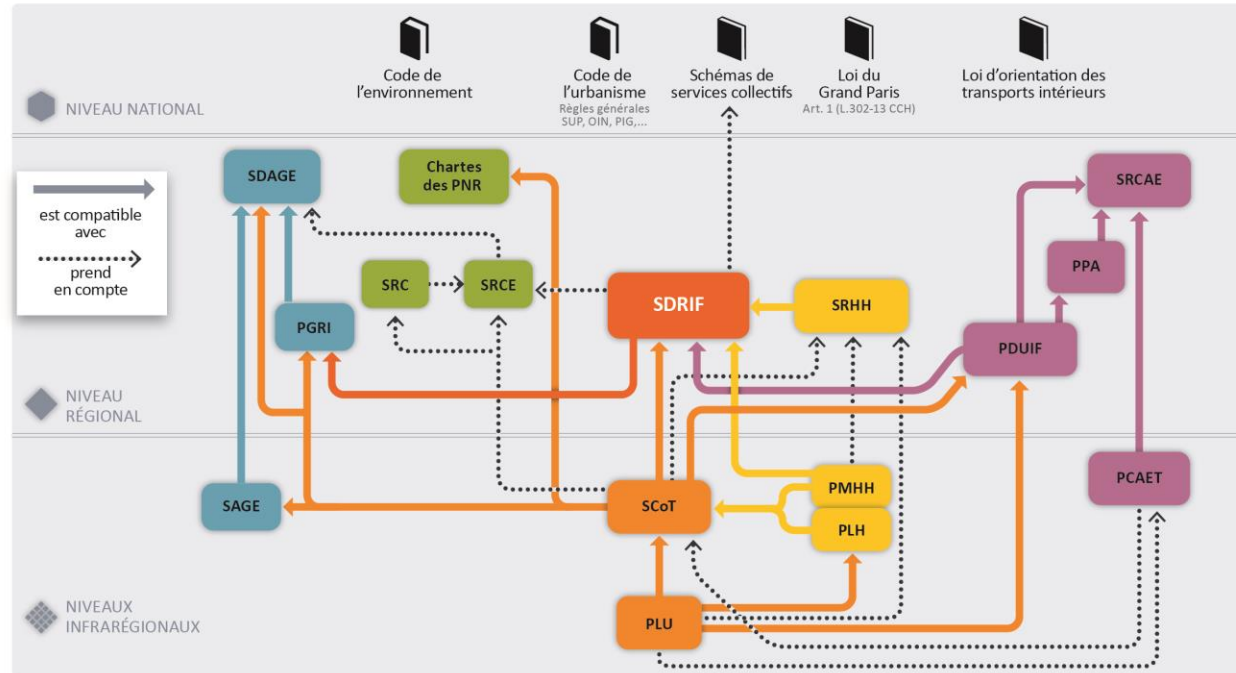 Code de
l'environnement
Code de
l'urbanisme
Règles générales
SUP, OIN, PIG,...
Schémas de
services collectifs
Loi du
Grand Paris
Art. 1 (L.302-13 CCH)
Loi d'orientation des
transports intérieurs
NIVEAU NATIONAL
est compatible
avec
prend
en compte
SDAGE
Chartes
des PNR
SRCAE
PPA
SRC
SRCE
SDRIF
SRHH
PGRI
PDUIF
NIVEAU
RÉGIONAL
SAGE
SCoT
PMHH
PLH
PCAET
NIVEAUX
INFRARÉGIONAUX
PLU